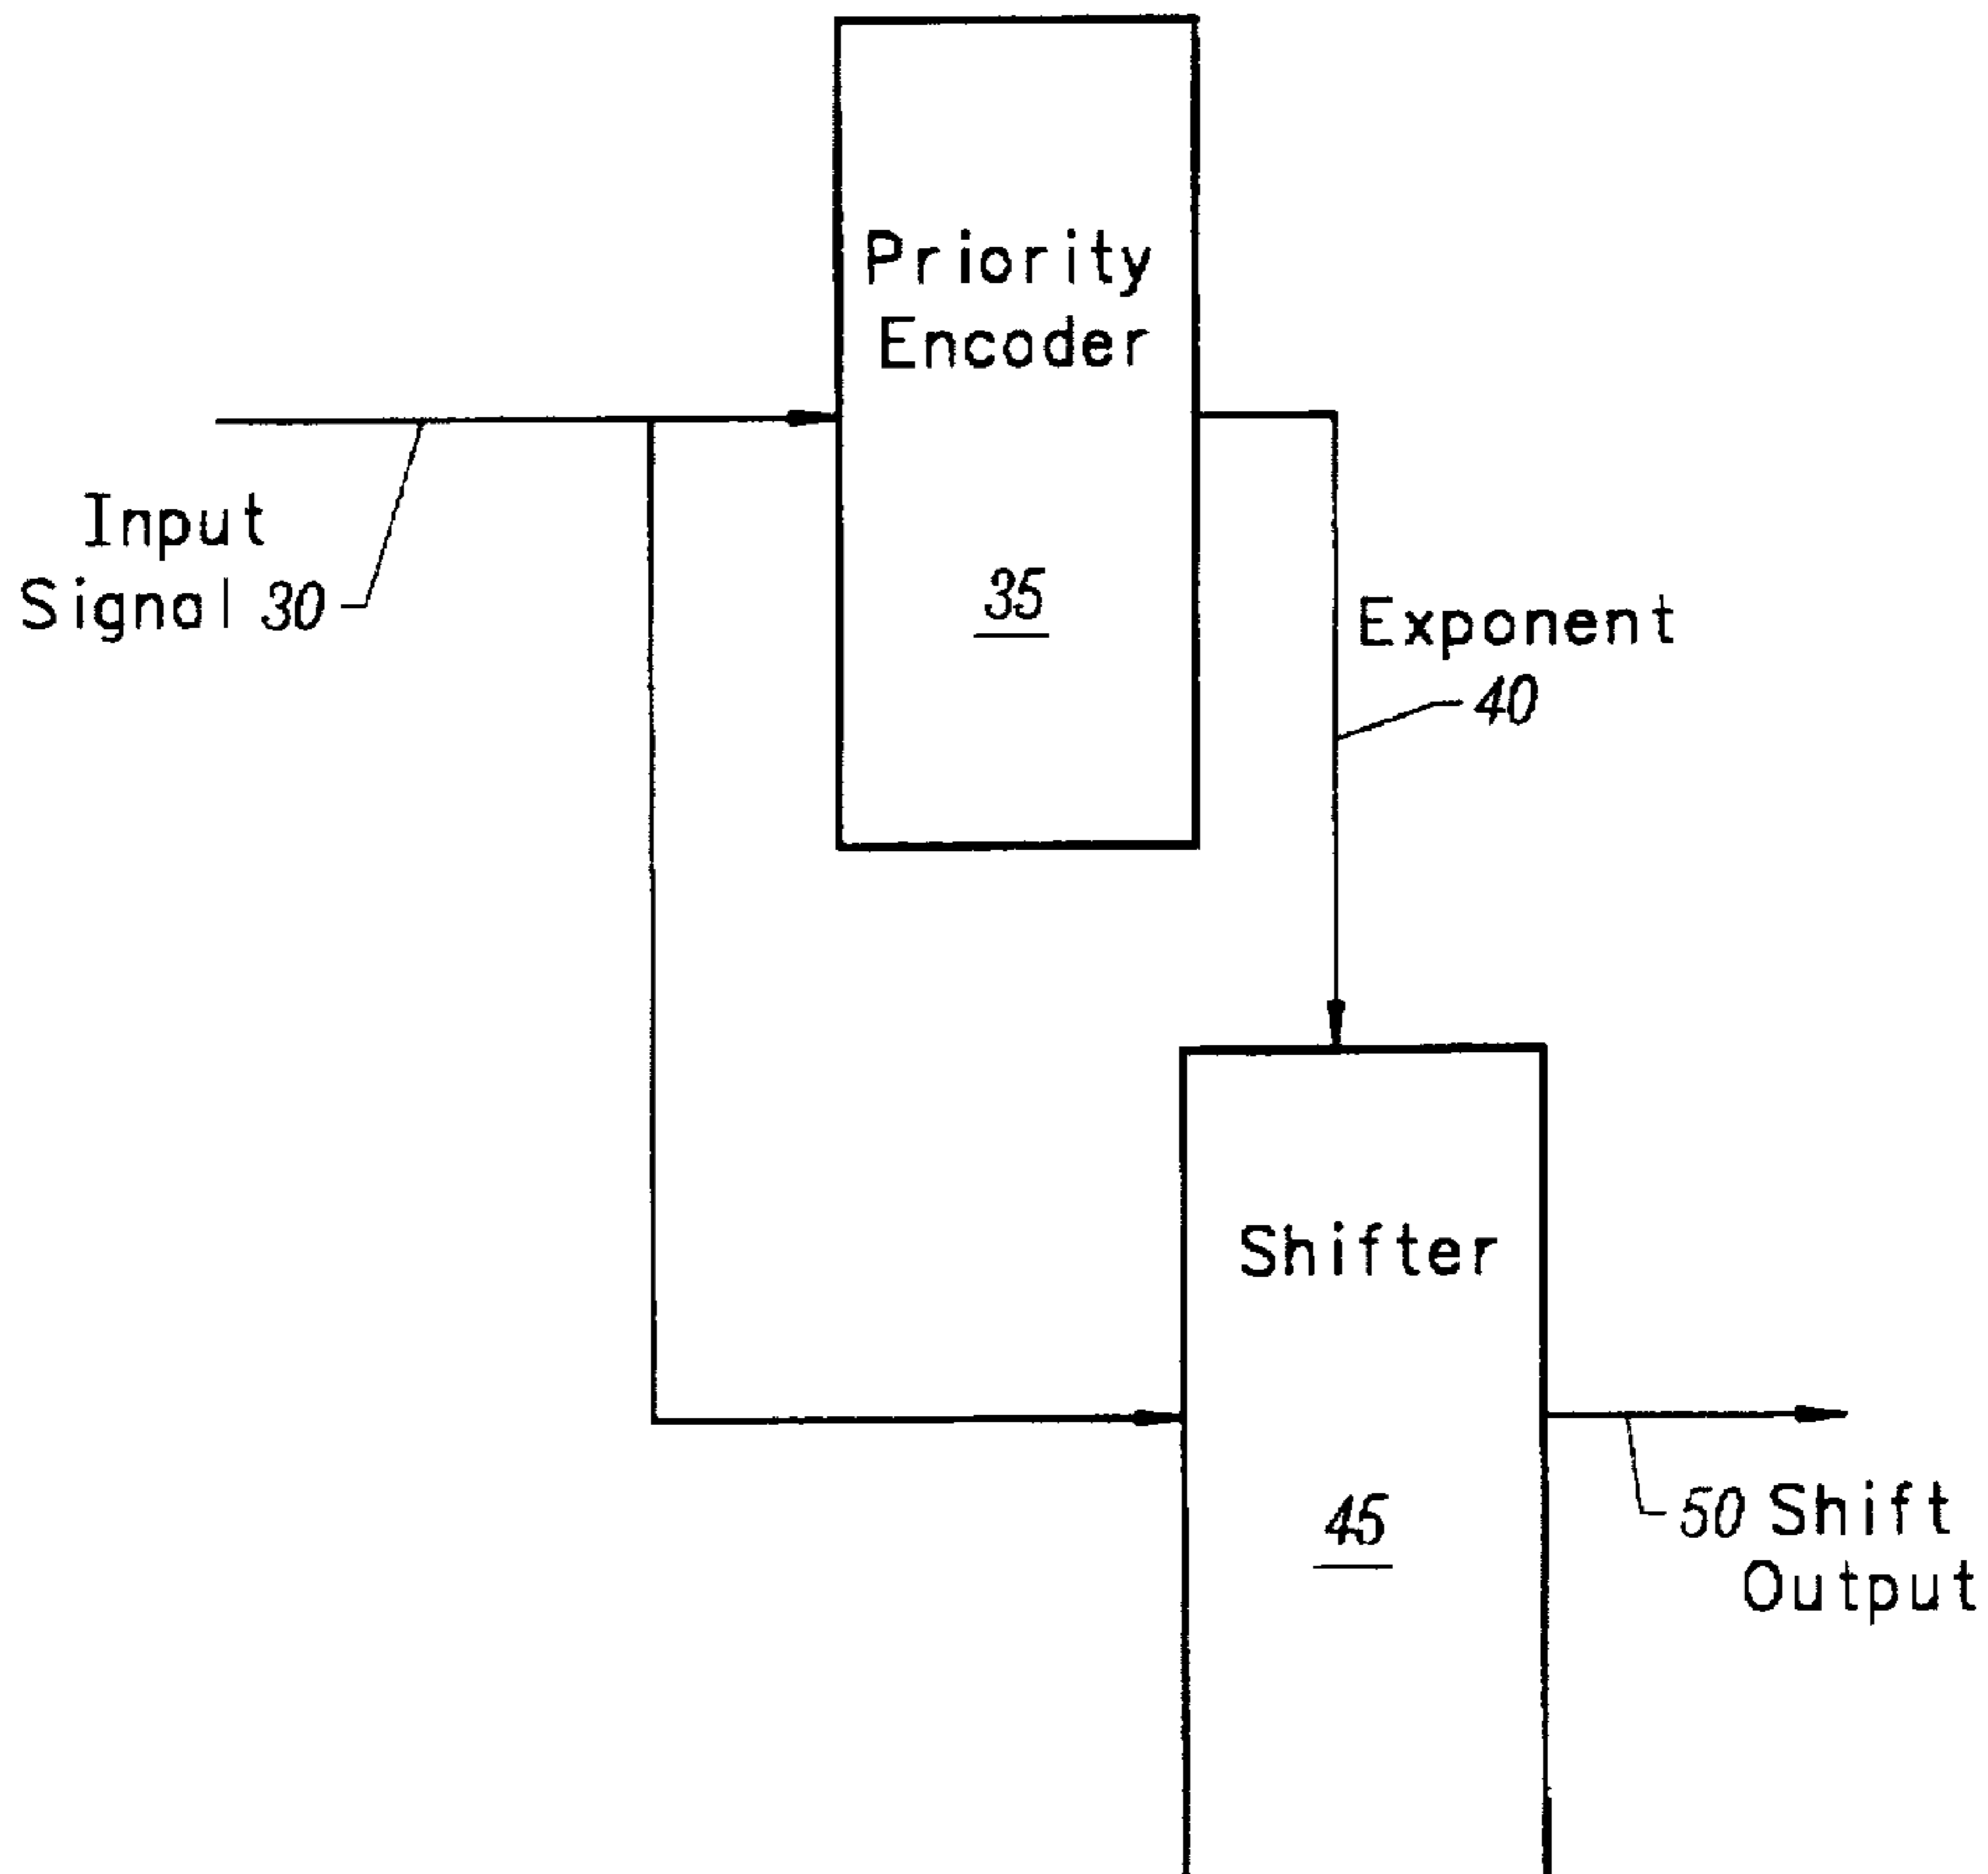 Priority
Encoder
35
Input
Signal 30
Exponent
40
Shifter
45
50 Shift
Output